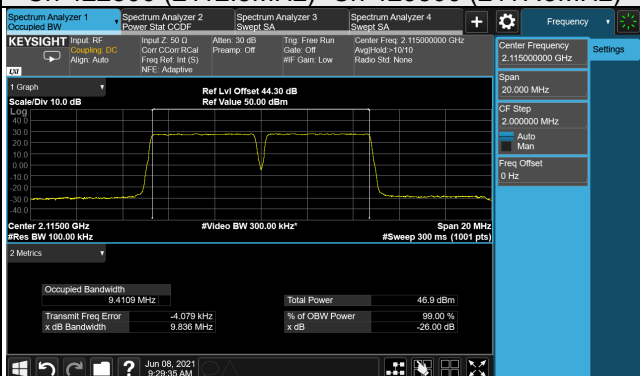 Spectrum Analyzer 1
Occupied BW
Spectrum Analyzer 2
Power Stat CCDF
Spectrum Analyzer 3
Swept SA
Spectrum Analyzer 4
Swept SA
Frequency
KEYSIGHT
Input: RF
Coupling: DC
Align: Auto
Input Z: 50 Ω
Corr CCorr RCal
Freq Ref: Int (S)
NFE: Adaptive
Atten: 30 dB
Preamp: Off
Trig: Free Run
Gate: Off
#IF Gain: Low
Center Freq: 2.115000000 GHz
Avg|Hold:>10/10
Radio Std: None
LXI
Center Frequency
2.115000000 GHz
Settings
Span
20.000 MHz
CF Step
2.000000 MHz
Auto
Man
Freq Offset
0 Hz
1 Graph
Scale/Div 10.0 dB
Ref Lvl Offset 44.30 dB
Ref Value 50.00 dBm
Log
40.0
30.0
20.0
10.0
0.00
-10.0
-20.0
-30.0
-40.0
Center 2.11500 GHz
#Res BW 100.00 kHz
#Video BW 300.00 kHz*
Span 20 MHz
#Sweep 300 ms (1001 pts)
2 Metrics
Occupied Bandwidth
9.4109 MHz
Total Power 46.9 dBm
Transmit Freq Error -4.079 kHz
% of OBW Power 99.00 %
x dB Bandwidth 9.836 MHz
x dB -26.00 dB
?
Jun 08, 2021
9:29:35 AM